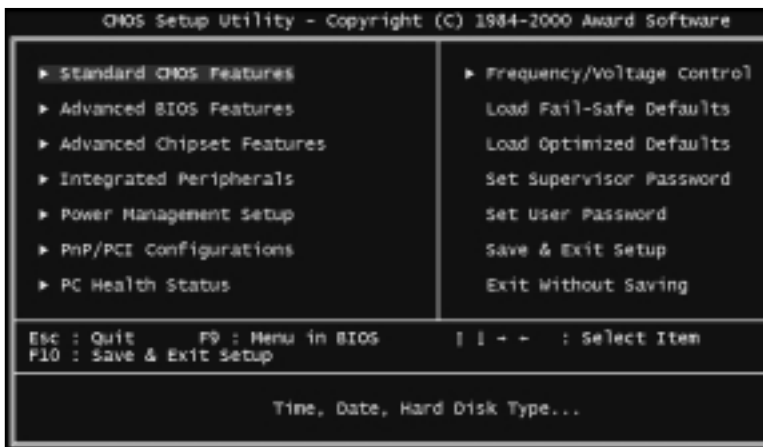 CMOS Setup Utility - Copyright (C) 1984-2000 Award Software
▶ Standard CMOS Features
▶ Advanced BIOS Features
▶ Advanced Chipset Features
▶ Integrated Peripherals
▶ Power Management Setup
▶ PnP/PCI Configurations
▶ PC Health Status
▶ Frequency/Voltage Control
Load Fail-Safe Defaults
Load Optimized Defaults
Set Supervisor Password
Set User Password
Save & Exit Setup
Exit Without Saving
Esc : Quit F9 : Menu in BIOS : Select Item
F10 : Save & Exit Setup
Time, Date, Hard Disk Type...